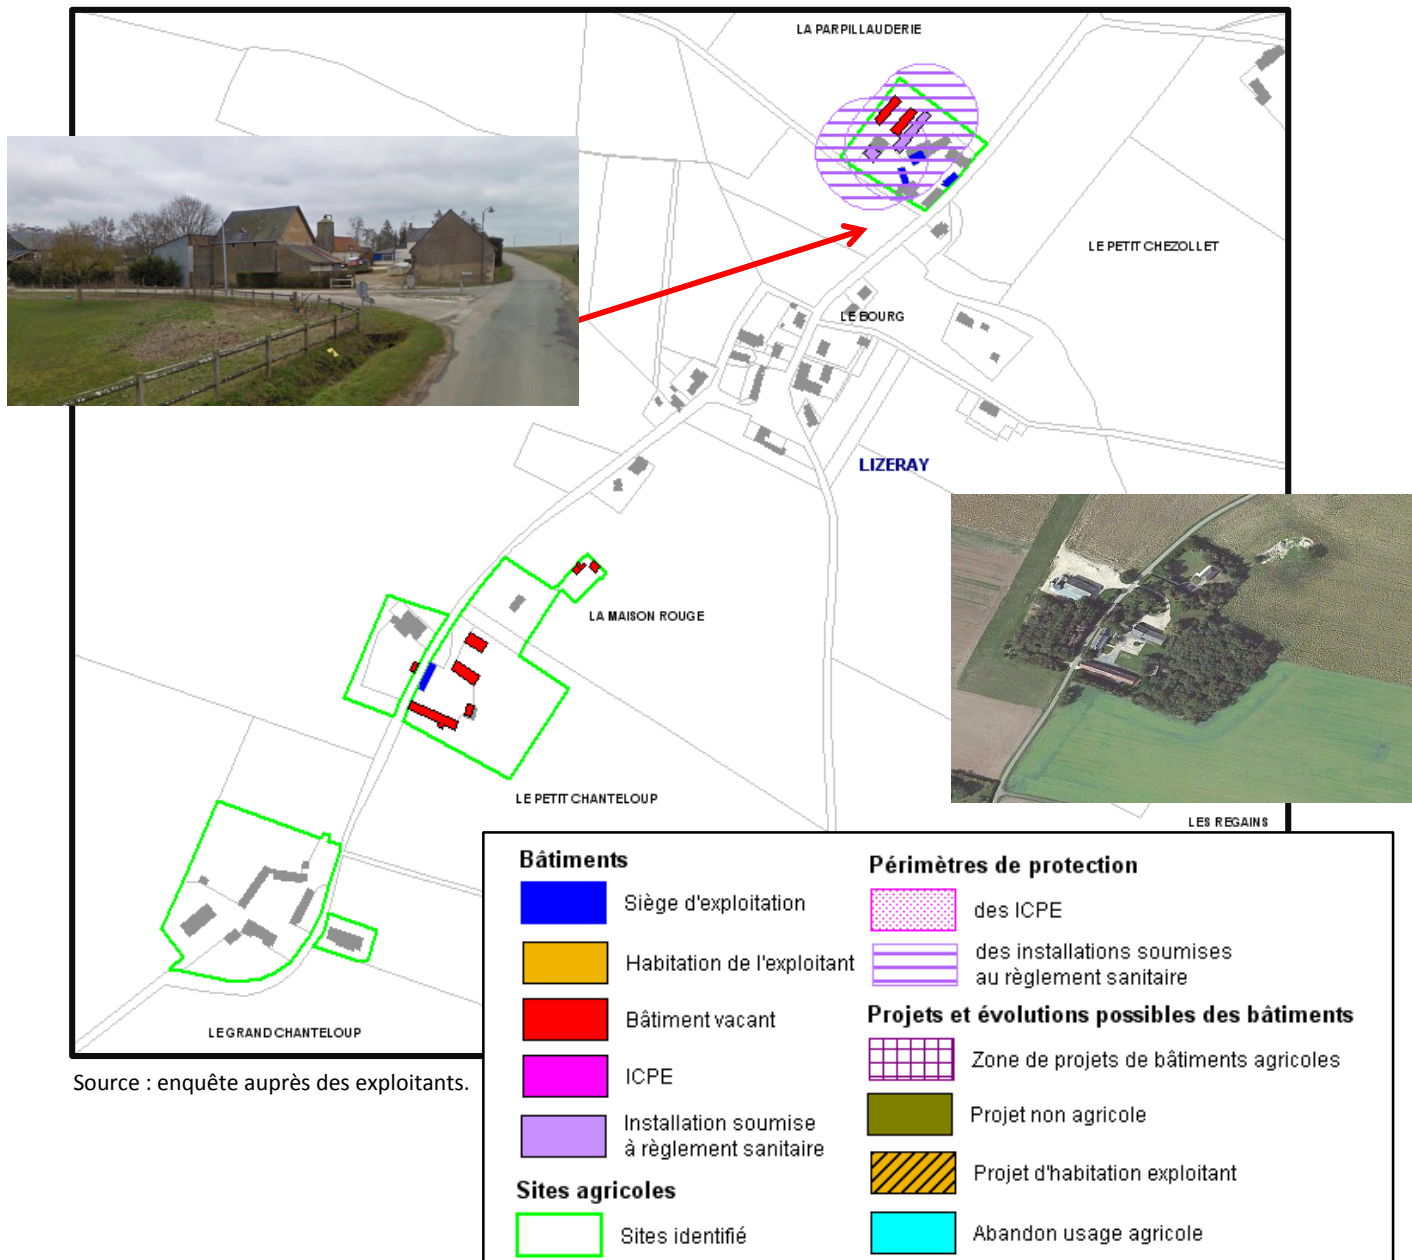 LA PARPILLAUDERIE
LE PETIT CHEZOLLET
LE BOURG
LIZERAY
LA MAISON ROUGE
LE PETIT CHANTELOUP
LES REGAINS
LE GRAND CHANTELOUP
Source : enquête auprès des exploitants.
Bâtiments
Siège d'exploitation
Habitation de l'exploitant
Bâtiment vacant
ICPE
Installation soumise
à règlement sanitaire
Sites agricoles
Sites identifié
Périmètres de protection
des ICPE
des installations soumises
au règlement sanitaire
Projets et évolutions possibles des bâtiments
Zone de projets de bâtiments agricoles
Projet non agricole
Projet d'habitation exploitant
Abandon usage agricole